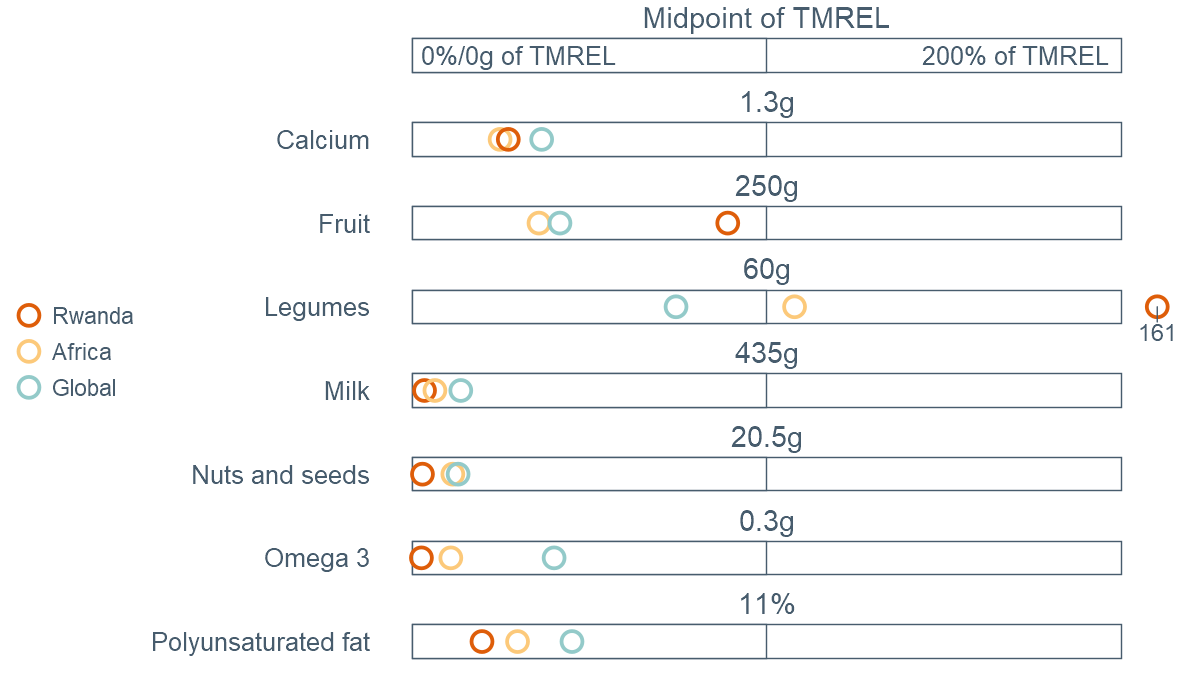 Midpoint of TMREL
0%/0g of TMREL 200% of TMREL
1.3g
Calcium
250g
Fruit
60g
Legumes
161
435g
Milk
20.5g
Nuts and seeds
0.3g
Omega 3
11%
Polyunsaturated fat
Rwanda
Africa
Global